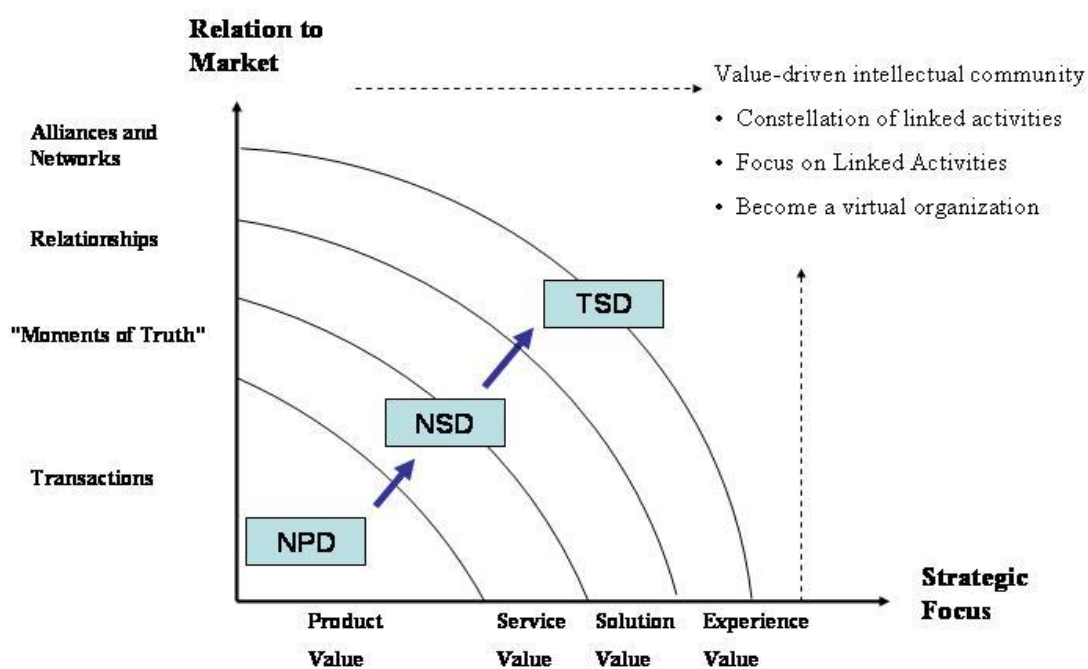 Relation to
Market
Value-driven intellectual community
• Constellation of linked activities
• Focus on Linked Activities
• Become a virtual organization
Alliances and
Networks
Relationships
"Moments of Truth"
Transactions
TSD
NSD
NPD
Strategic
Focus
Product
Value
Service
Value
Solution
Value
Experience
Value